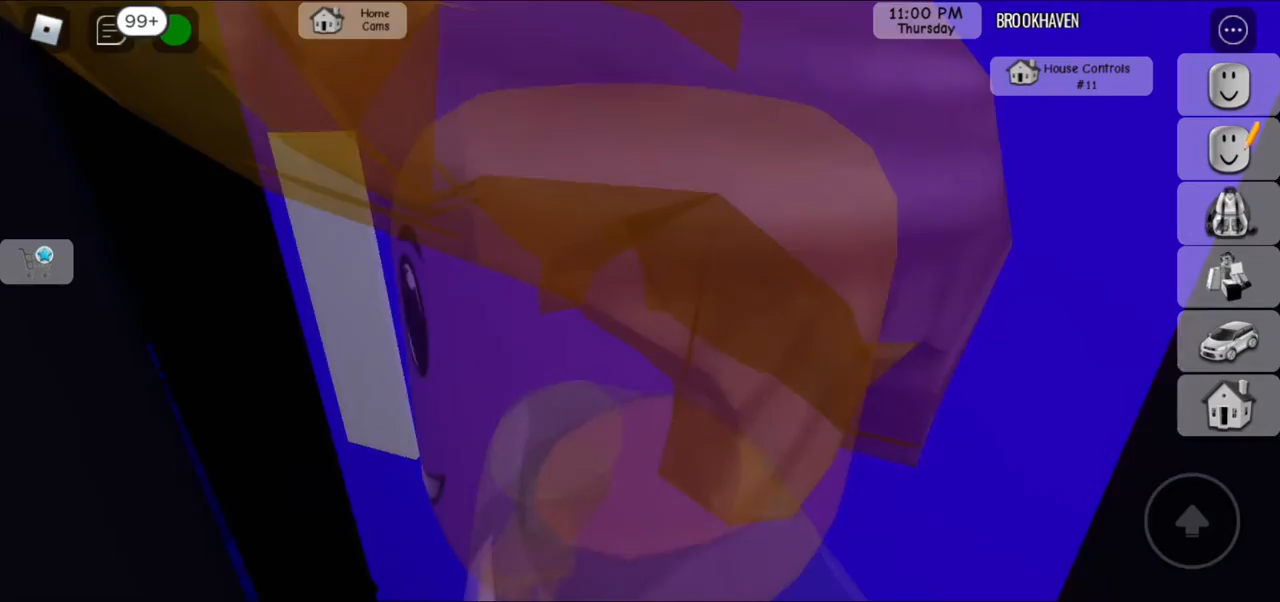 99+
Home
Cams
11:00 PM
Thursday
BROOKHAVEN
House Controls
#11